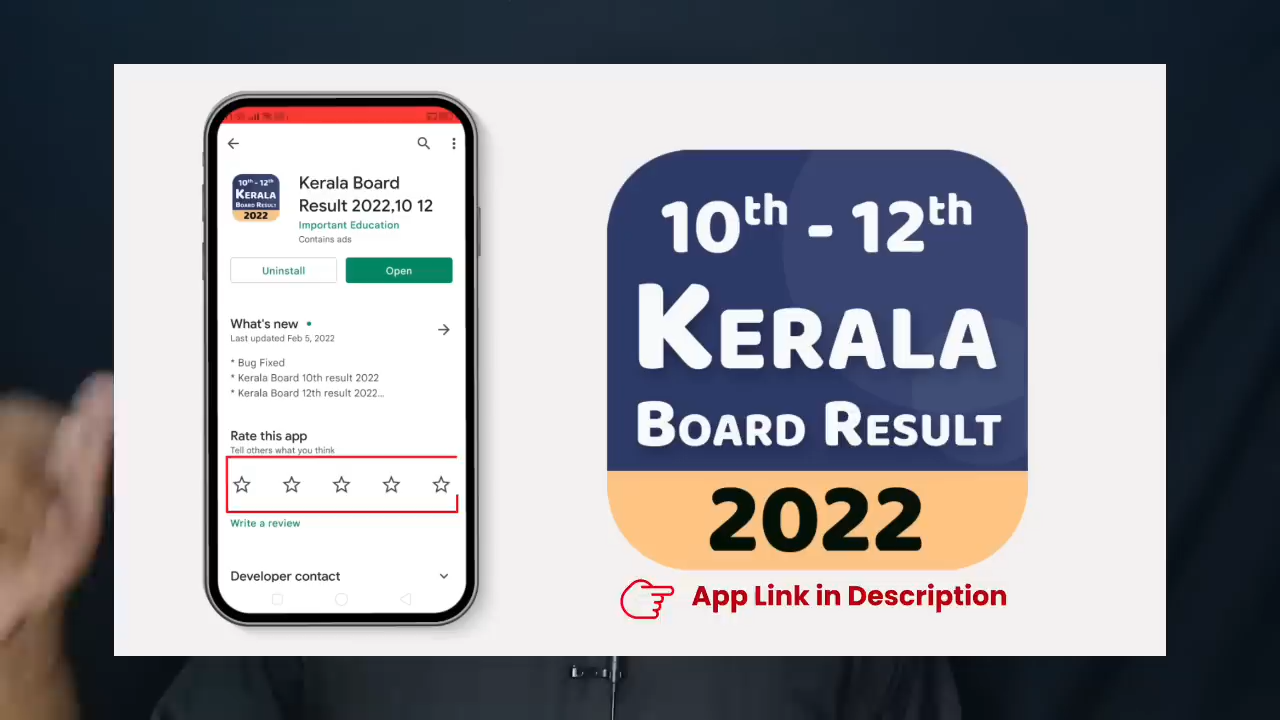 10th - 12th
KERALA
BOARD RESULT
2022
Kerala Board
Result 2022,10 12
Important Education
Contains ads
Uninstall
Open
What's new
Last updated Feb 5, 2022
* Bug Fixed
* Kerala Board 10th result 2022
* Kerala Board 12th result 2022...
Rate this app
Tell others what you think
Write a review
Developer contact
10th - 12th
KERALA
BOARD RESULT
2022
App Link in Description